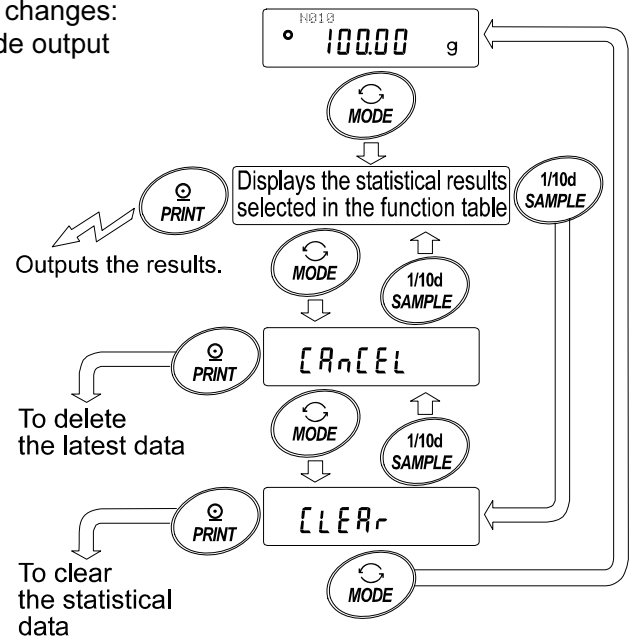 changes:
de output
N010
100.00 g
MODE
PRINT
Displays the statistical results
selected in the function table
1/10d
SAMPLE
Outputs the results.
MODE
1/10d
SAMPLE
PRINT
CAnCEL
To delete
the latest data
MODE
1/10d
SAMPLE
PRINT
CLEAr
To clear
the statistical
data
MODE